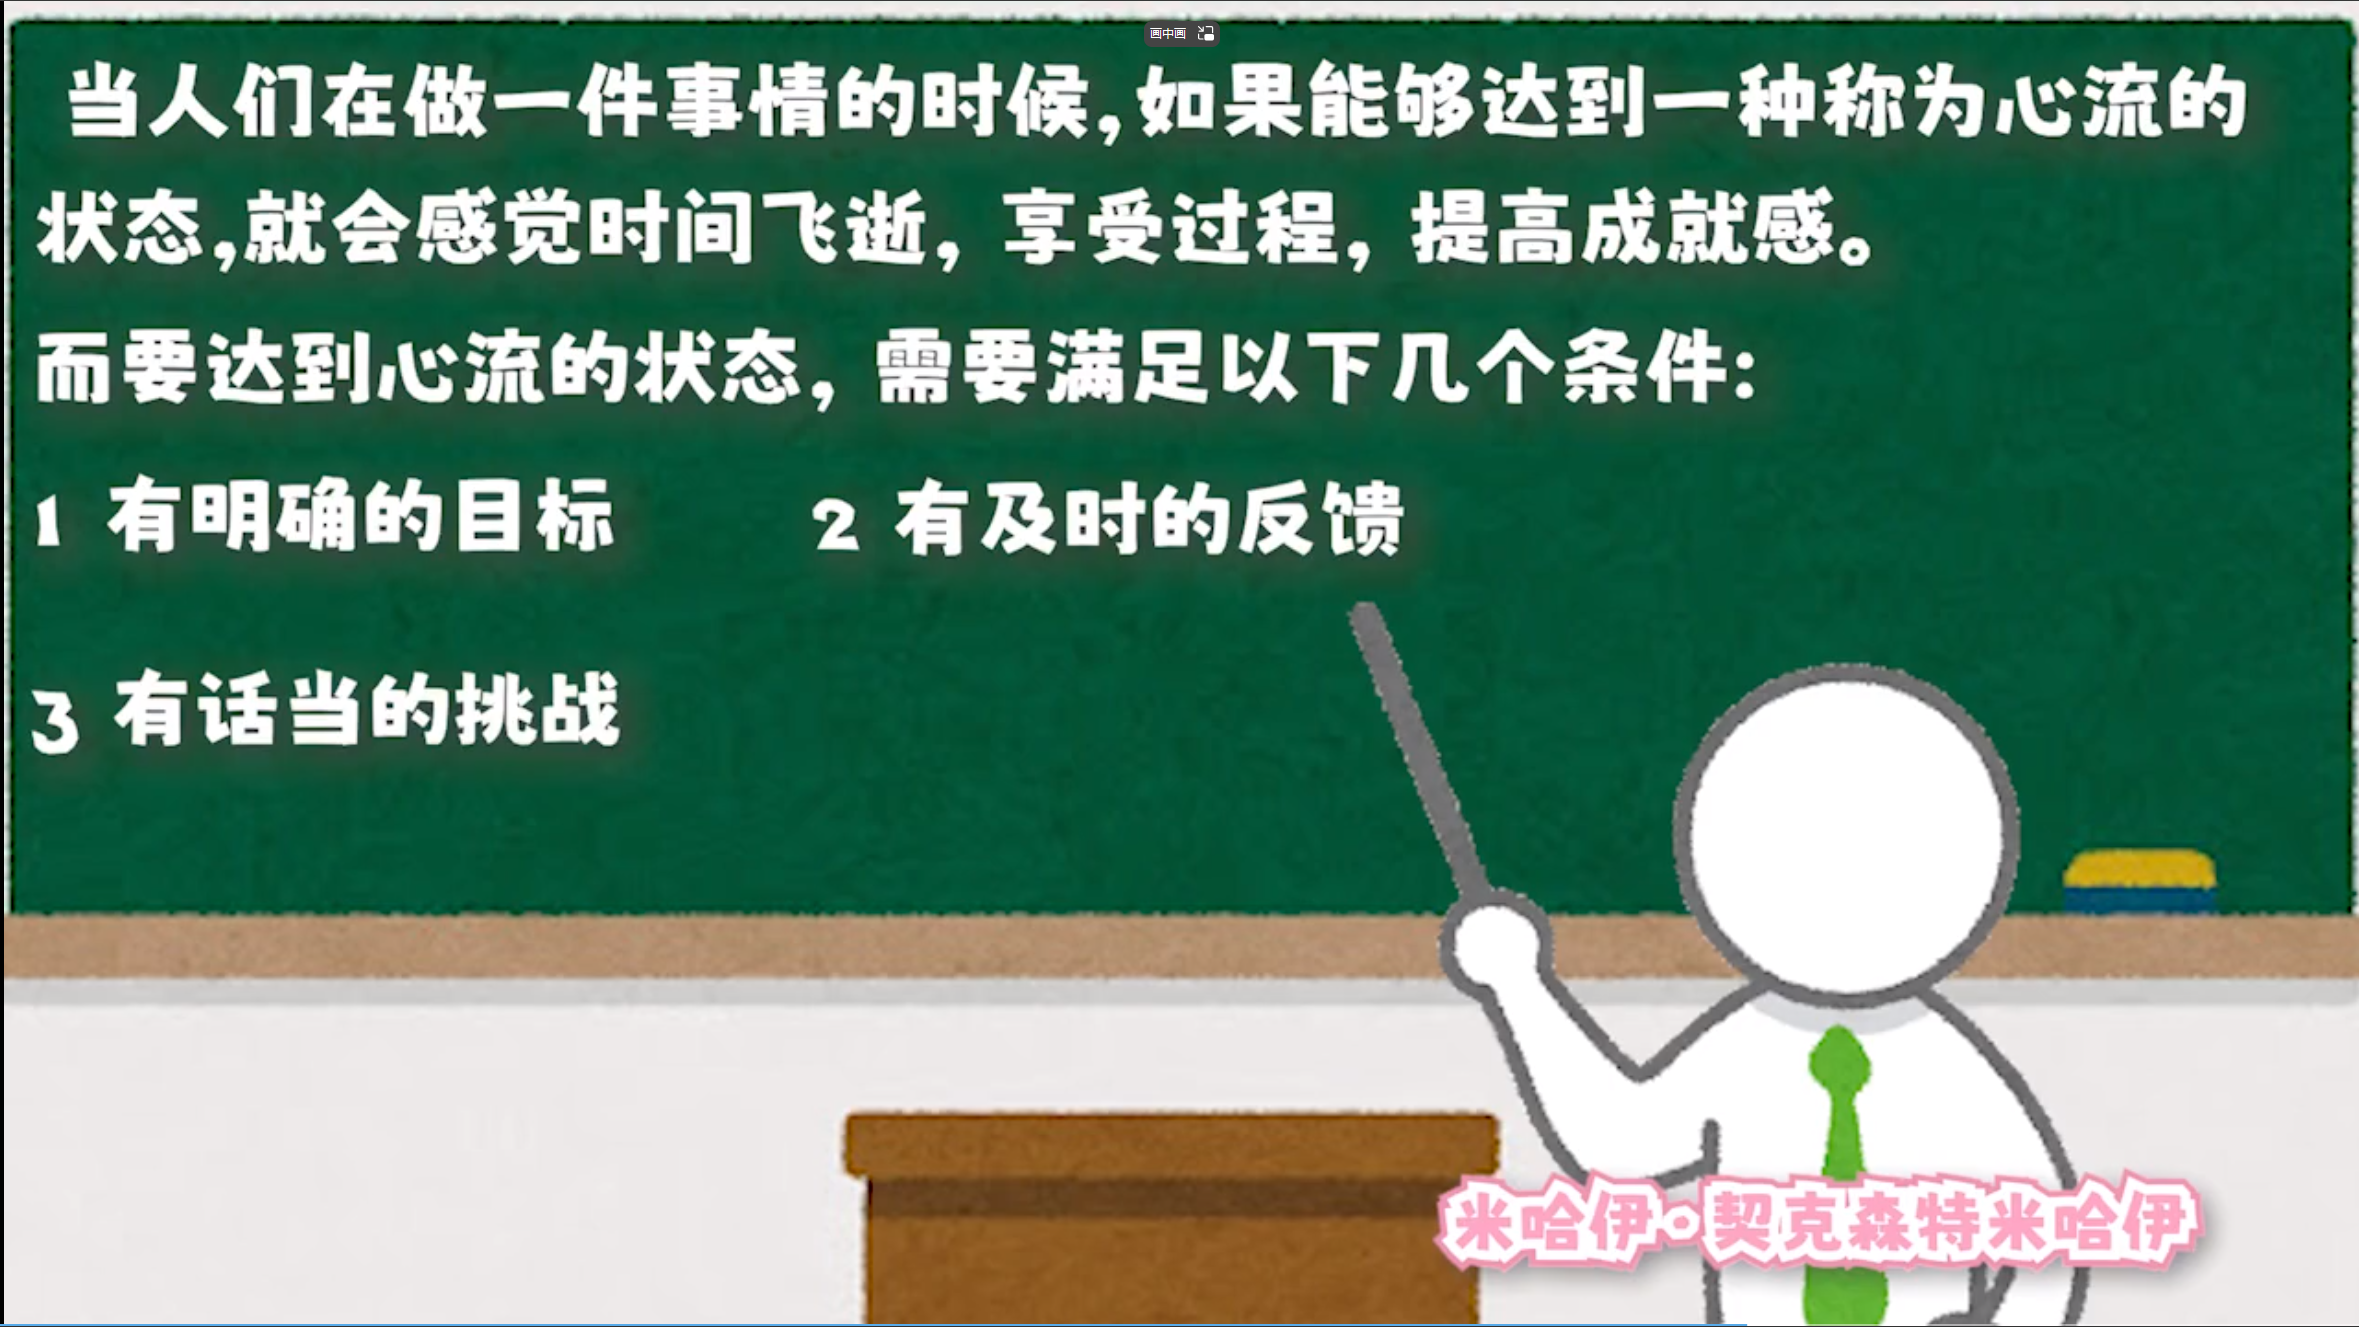 画中画
当人们在做一件事情的时候,如果能够达到一种称为心流的
状态,就会感觉时间飞逝，享受过程，提高成就感。
而要达到心流的状态，需要满足以下几个条件:
1 有明确的目标 2 有及时的反馈
3 有话当的挑战
米哈伊·契克森特米哈伊